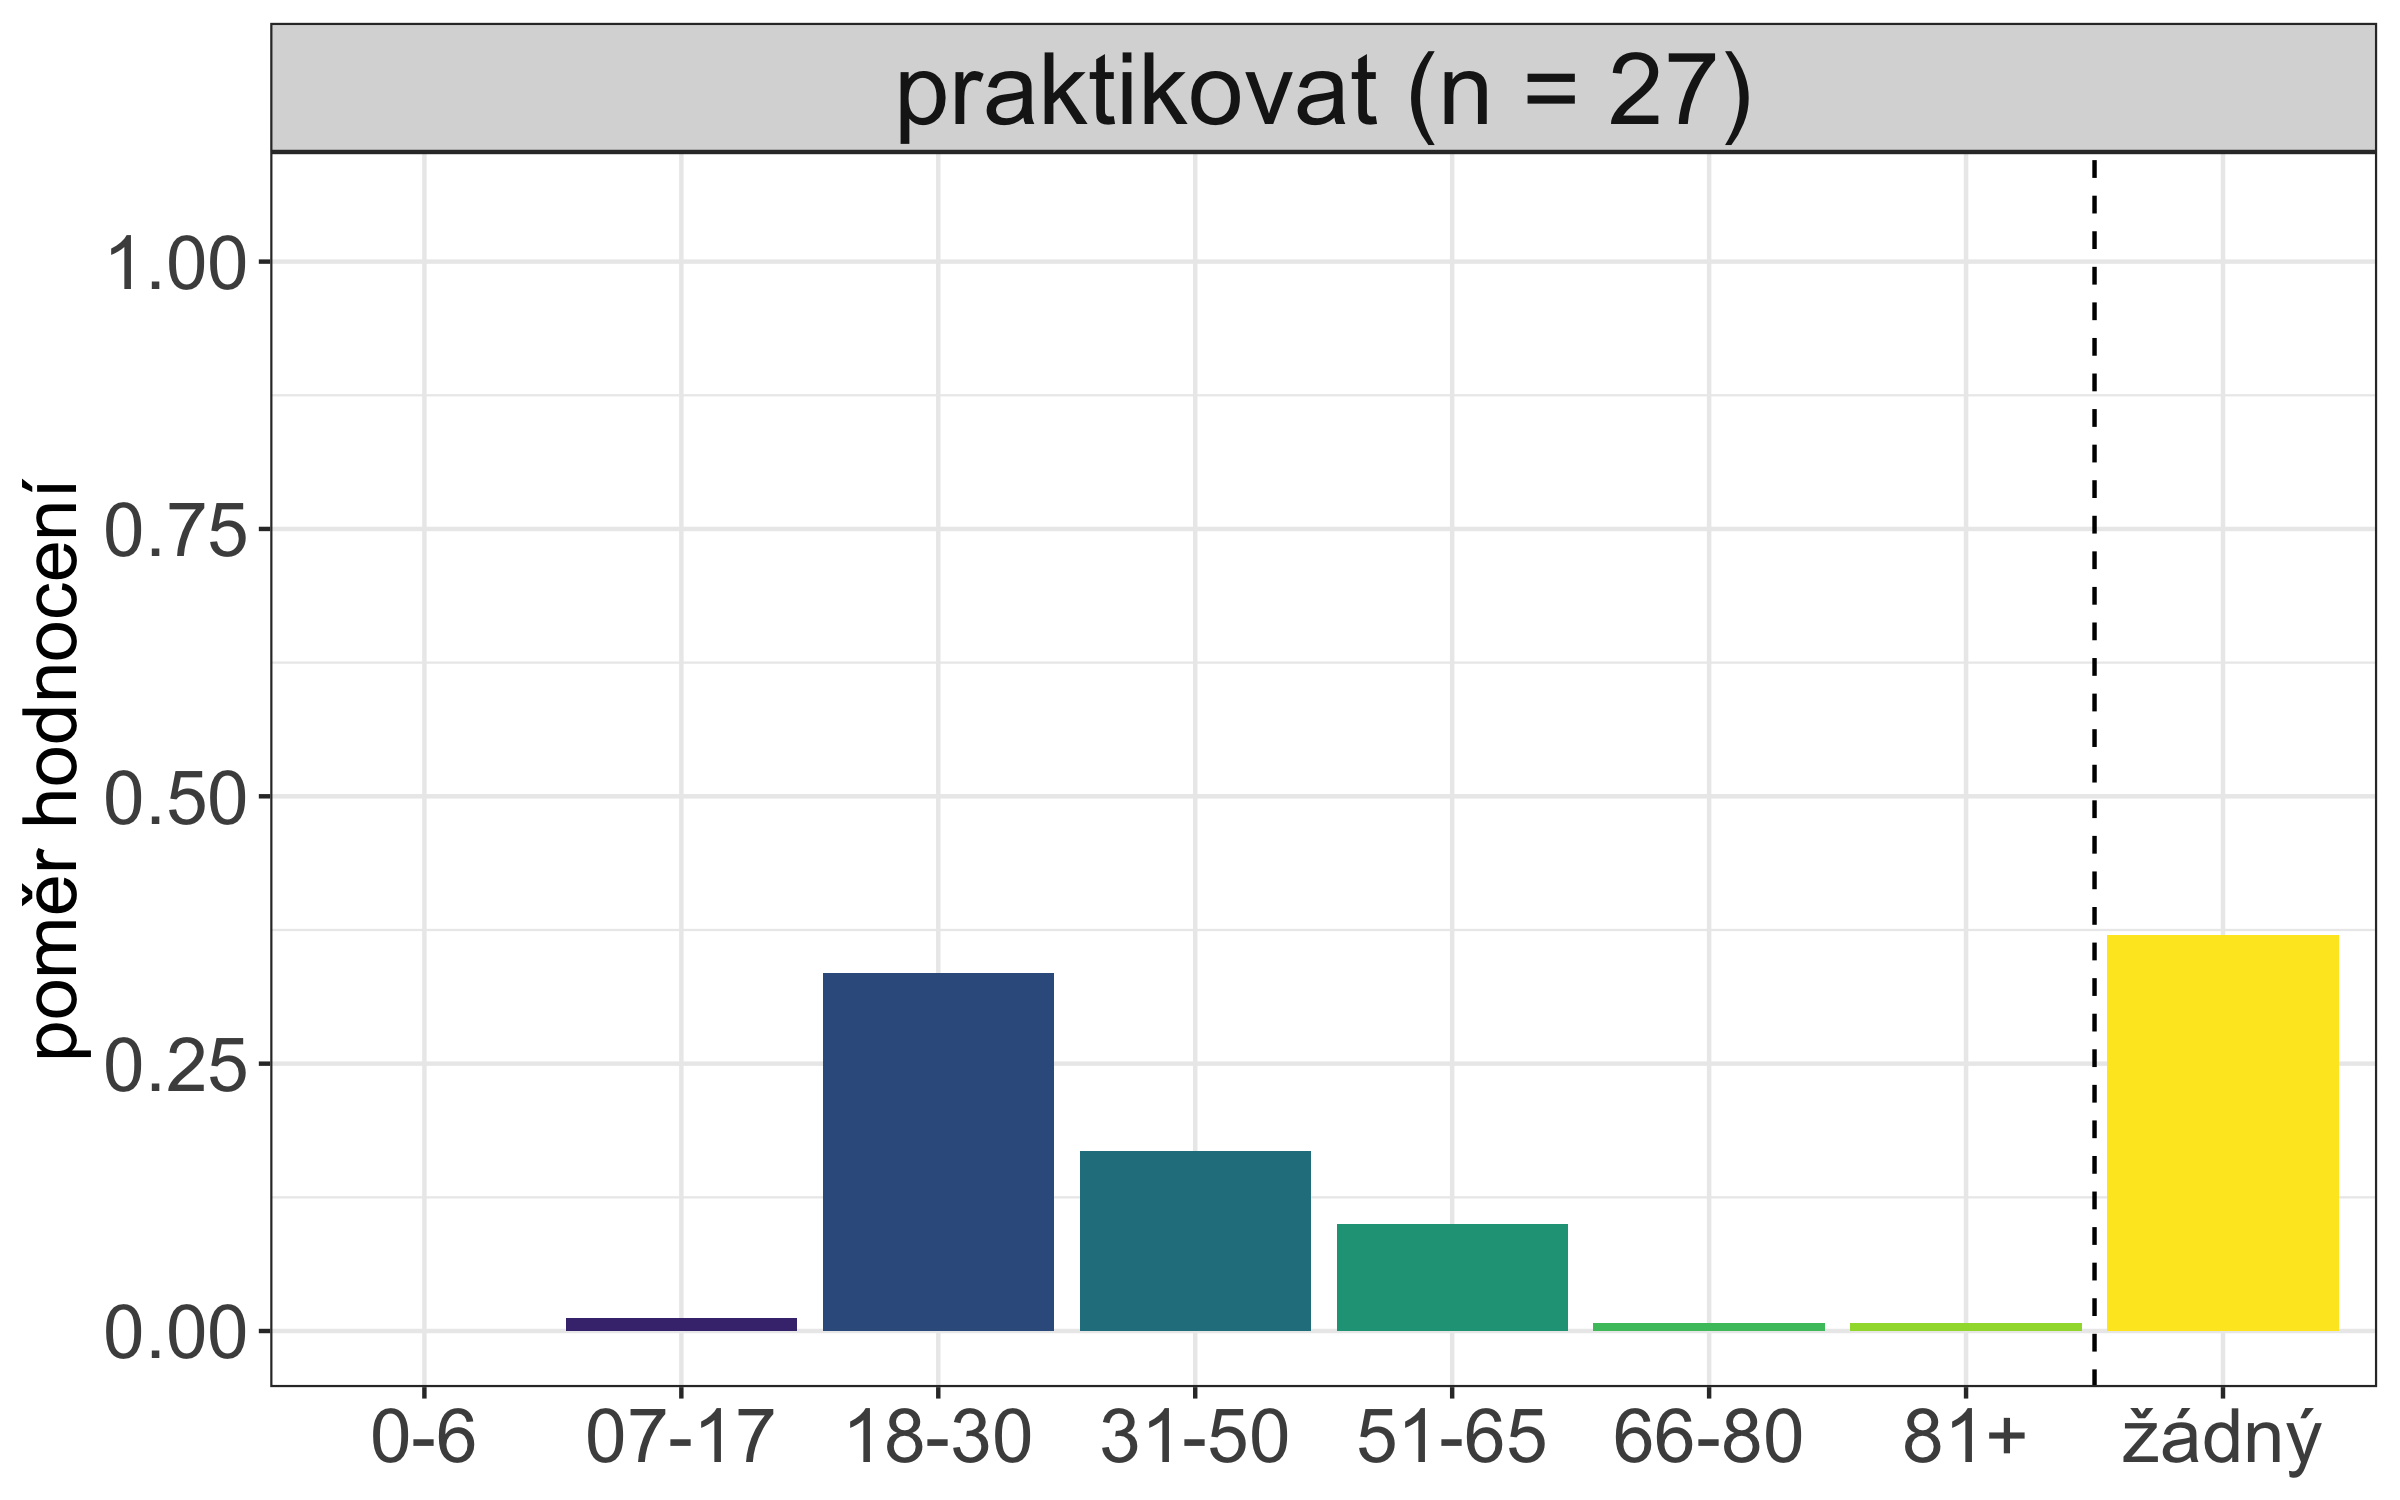 praktikovat (n = 27)
poměr hodnocení
1.00
0.75
0.50
0.25
0.00
0-6 07-17 18-30 31-50 51-65 66-80 81+ žádný